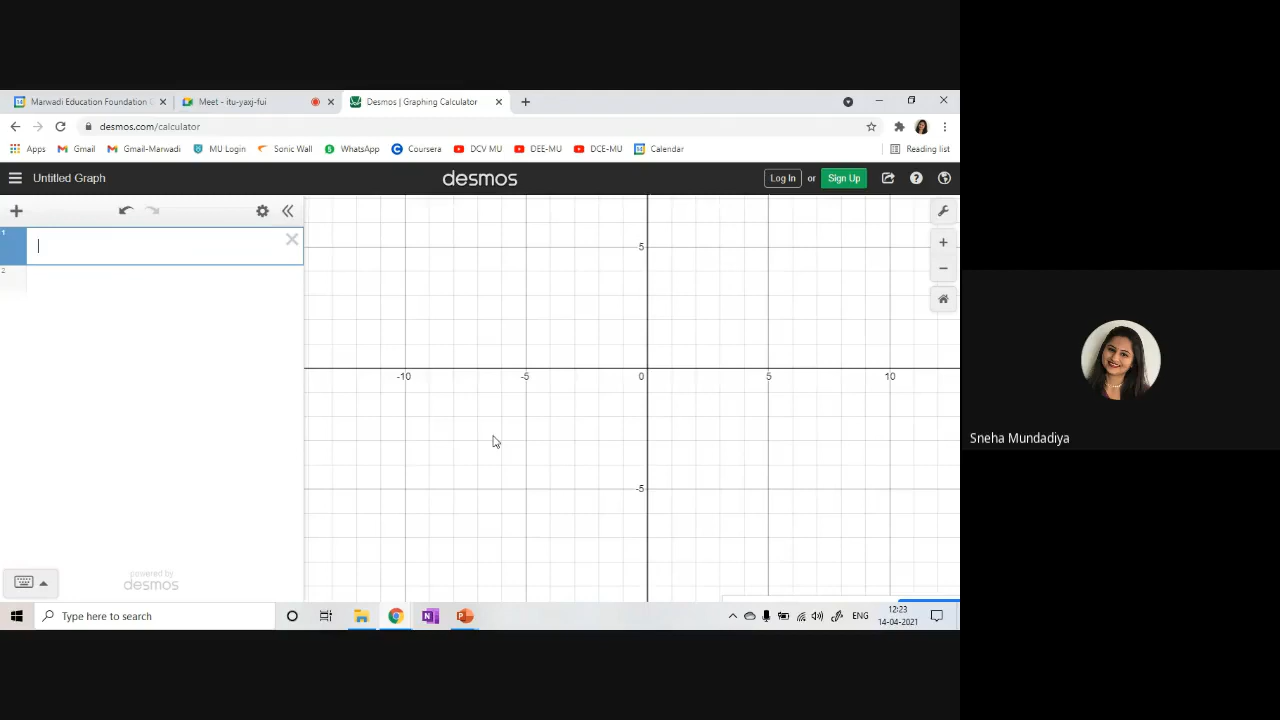 Marwadi Education Foundation
Meet - itu-yaxj-fui
Desmos | Graphing Calculator
desmos.com/calculator
Apps
Gmail
Gmail-Marwadi
MU Login
Sonic Wall
WhatsApp
Coursera
DCV MU
DEE-MU
DCE-MU
Calendar
Reading list
Untitled Graph
desmos
Log In or Sign Up
1
2
5
-10
-5
0
5
10
-5
powered by
desmos
Sneha Mundadiya
Type here to search
ENG
12:23
14-04-2021